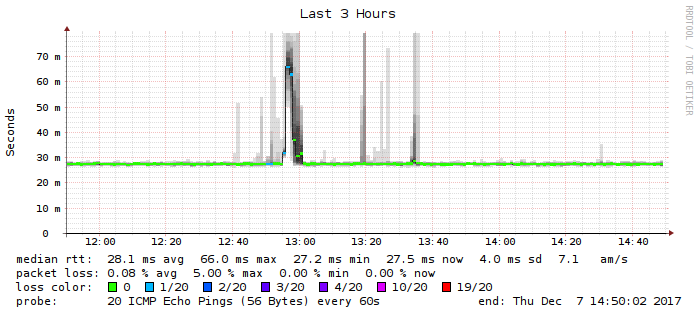 Last 3 Hours
RRDTOOL / TOBI OETIKER
Seconds
70 m
60 m
50 m
40 m
30 m
20 m
10 m
0
12:00 12:20 12:40 13:00 13:20 13:40 14:00 14:20 14:40
median rtt: 28.1 ms avg 66.0 ms max 27.2 ms min 27.5 ms now 4.0 ms sd 7.1 am/s
packet loss: 0.08 % avg 5.00 % max 0.00 % min 0.00 % now
loss color: 0 1/20 2/20 3/20 4/20 10/20 19/20
probe: 20 ICMP Echo Pings (56 Bytes) every 60s end: Thu Dec 7 14:50:02 2017